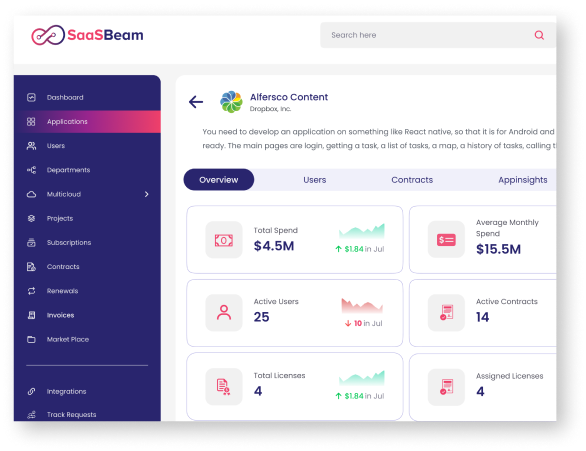 SaaSBeam
Search here
Dashboard
Applications
Users
Departments
Multicloud
Projects
Subscriptions
Contracts
Renewals
Invoices
Market Place
Integrations
Track Requests
Alfersco Content
Dropbox, Inc.
You need to develop an application on something like React native, so that it is for Android and
ready. The main pages are login, getting a task, a list of tasks, a map, a history of tasks, calling t
Overview Users Contracts Appinsights
Total Spend
$4.5M
$1.84 in Jul
Average Monthly
Spend
$15.5M
Active Users
25
10 in Jul
Active Contracts
14
Total Licenses
4
$1.84 in Jul
Assigned Licenses
4